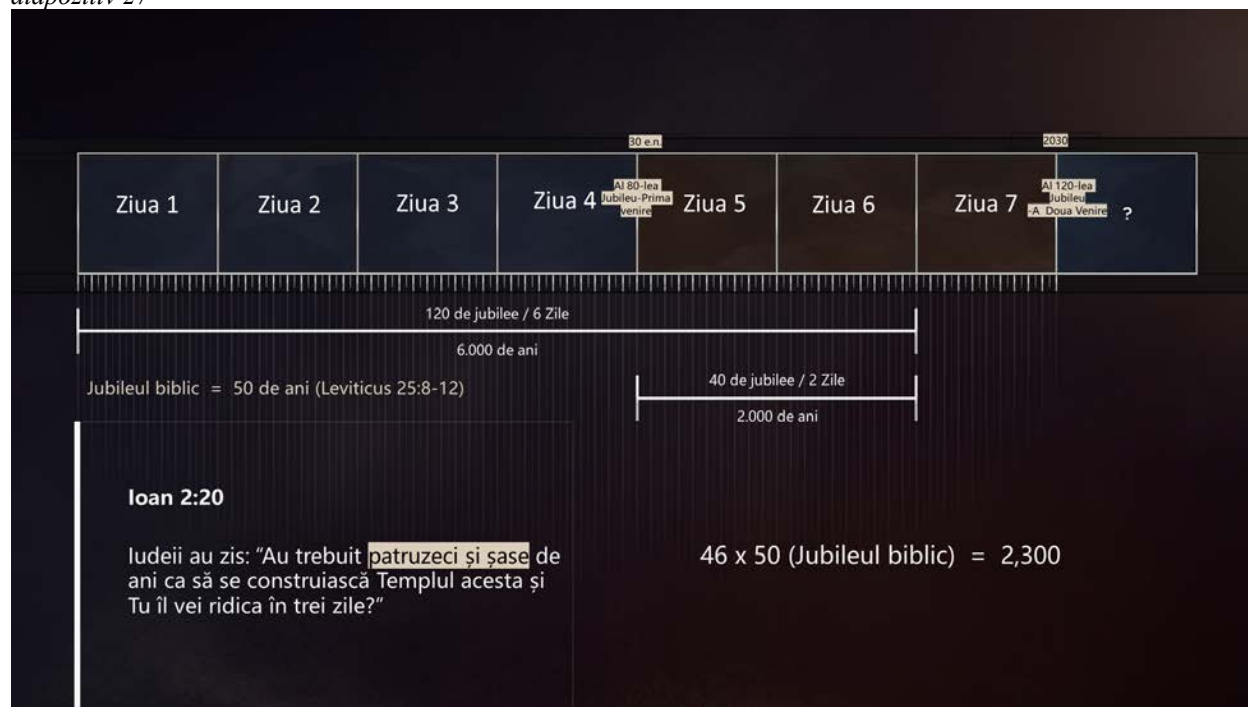 diapozitiv 27
30 e.n.
2030
Ziua 1
Ziua 2
Ziua 3
Ziua 4
Al 80-lea
Jubileu-Prima
venire
Ziua 5
Ziua 6
Ziua 7
Al 120-lea
Jubileu
-A Doua Venire
?
120 de jubilee / 6 Zile
6.000 de ani
Jubileul biblic = 50 de ani (Leviticus 25:8-12)
40 de jubilee / 2 Zile
2.000 de ani
Ioan 2:20
Iudeii au zis: “Au trebuit patruzeci și șase de
ani ca să se construiască Templul acesta și
Tu îl vei ridica în trei zile?”
46 x 50 (Jubileul biblic) = 2,300